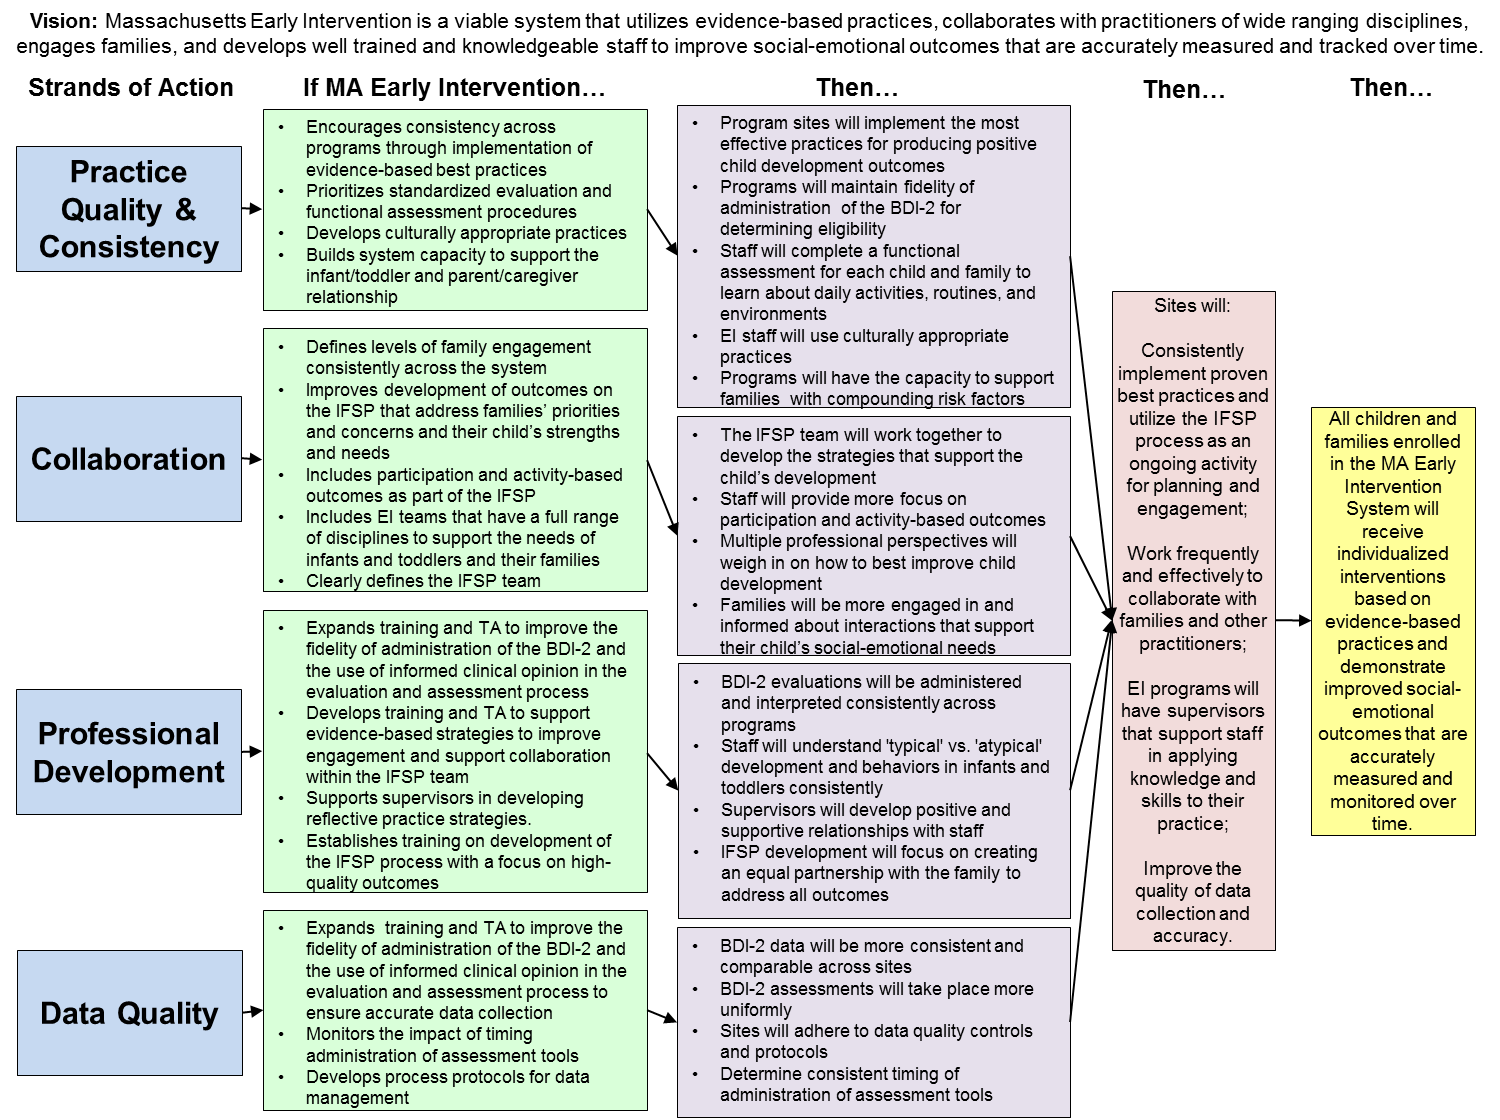 Vision: Massachusetts Early Intervention is a viable system that utilizes evidence-based practices, collaborates with practitioners of wide ranging disciplines,
engages families, and develops well trained and knowledgeable staff to improve social-emotional outcomes that are accurately measured and tracked over time.
Strands of Action
If MA Early Intervention…
Then…
Then…
Then…
Practice
Quality &
Consistency
• Encourages consistency across
programs through implementation of
evidence-based best practices
• Prioritizes standardized evaluation and
functional assessment procedures
• Develops culturally appropriate practices
• Builds system capacity to support the
infant/toddler and parent/caregiver
relationship
• Program sites will implement the most
effective practices for producing positive
child development outcomes
• Programs will maintain fidelity of
administration of the BDI-2 for
determining eligibility
• Staff will complete a functional
assessment for each child and family to
learn about daily activities, routines, and
environments
• EI staff will use culturally appropriate
practices
• Programs will have the capacity to support
families with compounding risk factors
Collaboration
• Defines levels of family engagement
consistently across the system
• Improves development of outcomes on
the IFSP that address families’ priorities
and concerns and their child’s strengths
and needs
• Includes participation and activity-based
outcomes as part of the IFSP
• Includes EI teams that have a full range
of disciplines to support the needs of
infants and toddlers and their families
• Clearly defines the IFSP team
• The IFSP team will work together to
develop the strategies that support the
child’s development
• Staff will provide more focus on
participation and activity-based outcomes
• Multiple professional perspectives will
weigh in on how to best improve child
development
• Families will be more engaged in and
informed about interactions that support
their child’s social-emotional needs
Professional
Development
• Expands training and TA to improve the
fidelity of administration of the BDI-2 and
the use of informed clinical opinion in the
evaluation and assessment process
• Develops training and TA to support
evidence-based strategies to improve
engagement and support collaboration
within the IFSP team
• Supports supervisors in developing
reflective practice strategies.
• Establishes training on development of
the IFSP process with a focus on high-
quality outcomes
• BDI-2 evaluations will be administered
and interpreted consistently across
programs
• Staff will understand 'typical' vs. 'atypical'
development and behaviors in infants and
toddlers consistently
• Supervisors will develop positive and
supportive relationships with staff
• IFSP development will focus on creating
an equal partnership with the family to
address all outcomes
Data Quality
• Expands training and TA to improve the
fidelity of administration of the BDI-2 and
the use of informed clinical opinion in the
evaluation and assessment process to
ensure accurate data collection
• Monitors the impact of timing
administration of assessment tools
• Develops process protocols for data
management
• BDI-2 data will be more consistent and
comparable across sites
• BDI-2 assessments will take place more
uniformly
• Sites will adhere to data quality controls
and protocols
• Determine consistent timing of
administration of assessment tools
Sites will:
Consistently
implement proven
best practices and
utilize the IFSP
process as an
ongoing activity
for planning and
engagement;
Work frequently
and effectively to
collaborate with
families and other
practitioners;
EI programs will
have supervisors
that support staff
in applying
knowledge and
skills to their
practice;
Improve the
quality of data
collection and
accuracy.
All children and
families enrolled
in the MA Early
Intervention
System will
receive
individualized
interventions
based on
evidence-based
practices and
demonstrate
improved social-
emotional
outcomes that are
accurately
measured and
monitored over
time.